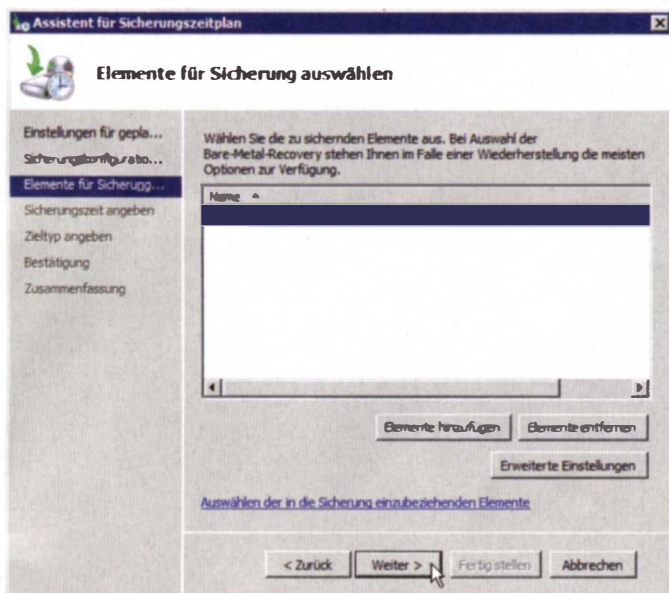 Assistent für Sicherungszeitplan
Elemente für Sicherung auswählen
Einstellungen für gepla...
Sicherungskonfiguratio...
Elemente für Sicherung...
Sicherungszeit angeben
Zieltyp angeben
Bestätigung
Zusammenfassung
Wählen Sie die zu sichernden Elemente aus. Bei Auswahl der
Bare-Metal-Recovery stehen Ihnen im Falle einer Wiederherstellung die meisten
Optionen zur Verfügung.
Name
Elemente hinzufügen
Elemente entfernen
Erweiterte Einstellungen
Auswählen der in die Sicherung einzubeziehenden Elemente
< Zurück
Weiter >
Fertig stellen
Abbrechen